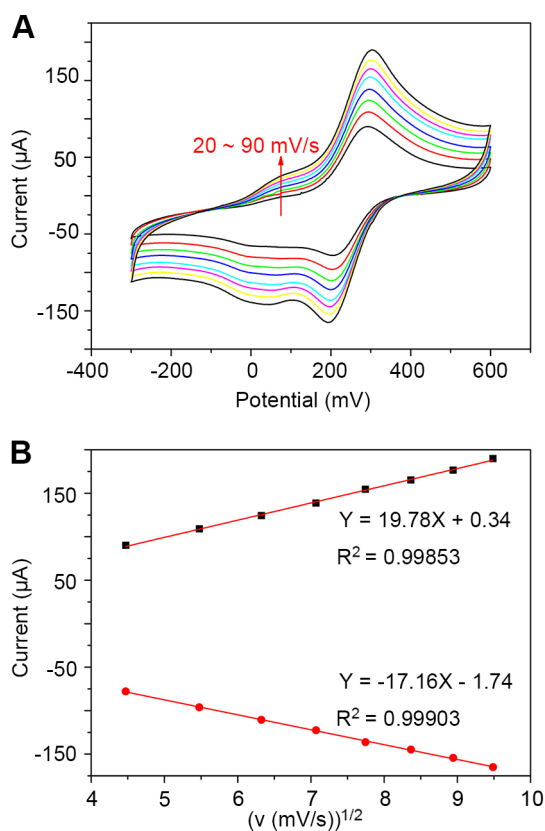 A
150
50
-50
-150
Current (μA)
20 ~ 90 mV/s
-400 -200 0 200 400 600
Potential (mV)
B
150
50
-50
-150
Current (μA)
Y = 19.78X + 0.34
R² = 0.99853
Y = -17.16X - 1.74
R² = 0.99903
4 5 6 7 8 9 10
(v (mV/s))¹/²